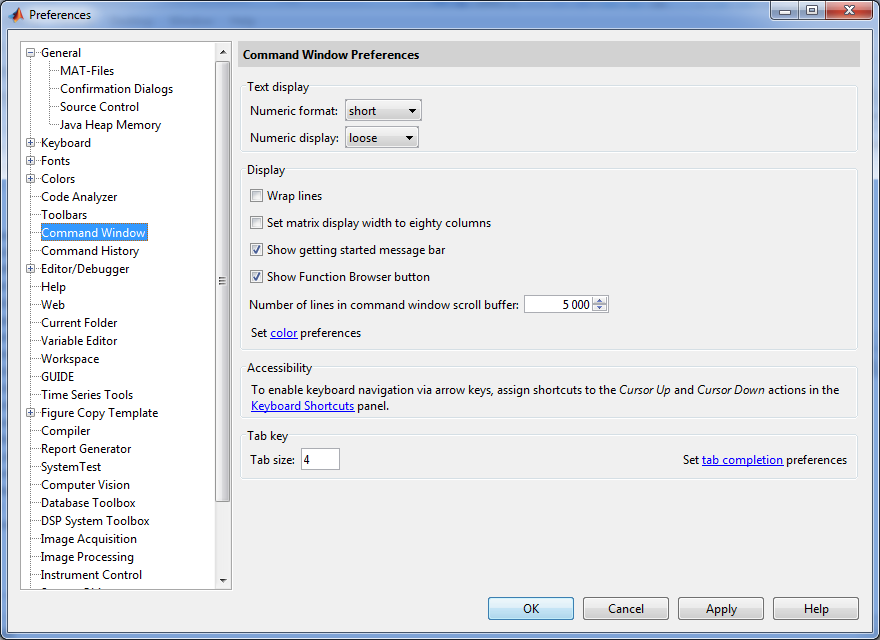 Preferences
General
MAT-Files
Confirmation Dialogs
Source Control
Java Heap Memory
Keyboard
Fonts
Colors
Code Analyzer
Toolbars
Command Window
Command History
Editor/Debugger
Help
Web
Current Folder
Variable Editor
Workspace
GUIDE
Time Series Tools
Figure Copy Template
Compiler
Report Generator
SystemTest
Computer Vision
Database Toolbox
DSP System Toolbox
Image Acquisition
Image Processing
Instrument Control
Command Window Preferences
Text display
Numeric format: short
Numeric display: loose
Display
Wrap lines
Set matrix display width to eighty columns
Show getting started message bar
Show Function Browser button
Number of lines in command window scroll buffer: 5 000
Set color preferences
Accessibility
To enable keyboard navigation via arrow keys, assign shortcuts to the Cursor Up and Cursor Down actions in the
Keyboard Shortcuts panel.
Tab key
Tab size: 4 Set tab completion preferences
OK Cancel Apply Help